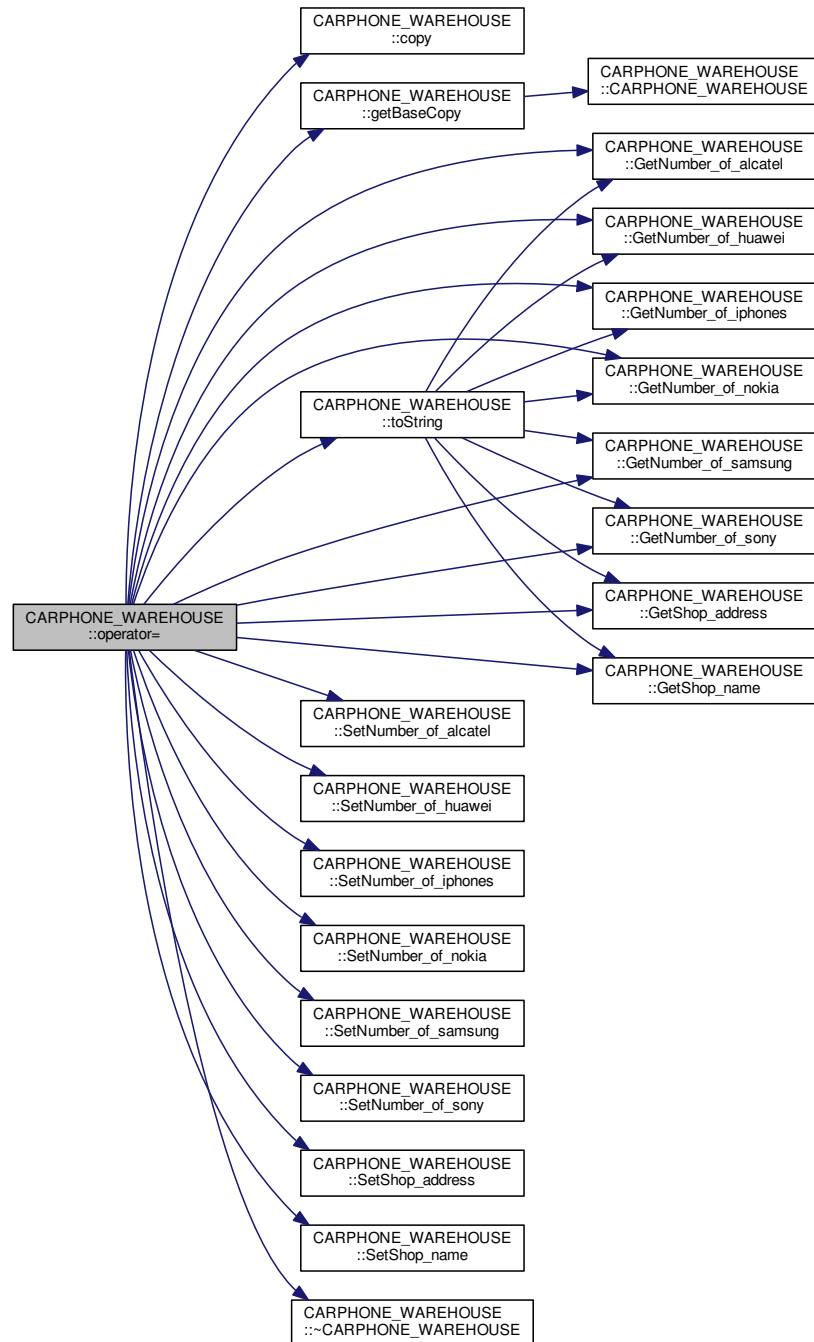 CARPHONE_WAREHOUSE
::copy
CARPHONE_WAREHOUSE
::getBaseCopy
CARPHONE_WAREHOUSE
::CARPHONE_WAREHOUSE
CARPHONE_WAREHOUSE
::GetNumber_of_alcatel
CARPHONE_WAREHOUSE
::GetNumber_of_huawei
CARPHONE_WAREHOUSE
::GetNumber_of_iphones
CARPHONE_WAREHOUSE
::GetNumber_of_nokia
CARPHONE_WAREHOUSE
::toString
CARPHONE_WAREHOUSE
::GetNumber_of_samsung
CARPHONE_WAREHOUSE
::GetNumber_of_sony
CARPHONE_WAREHOUSE
::GetShop_address
CARPHONE_WAREHOUSE
::operator=
CARPHONE_WAREHOUSE
::GetShop_name
CARPHONE_WAREHOUSE
::SetNumber_of_alcatel
CARPHONE_WAREHOUSE
::SetNumber_of_huawei
CARPHONE_WAREHOUSE
::SetNumber_of_iphones
CARPHONE_WAREHOUSE
::SetNumber_of_nokia
CARPHONE_WAREHOUSE
::SetNumber_of_samsung
CARPHONE_WAREHOUSE
::SetNumber_of_sony
CARPHONE_WAREHOUSE
::SetShop_address
CARPHONE_WAREHOUSE
::SetShop_name
CARPHONE_WAREHOUSE
::~CARPHONE_WAREHOUSE